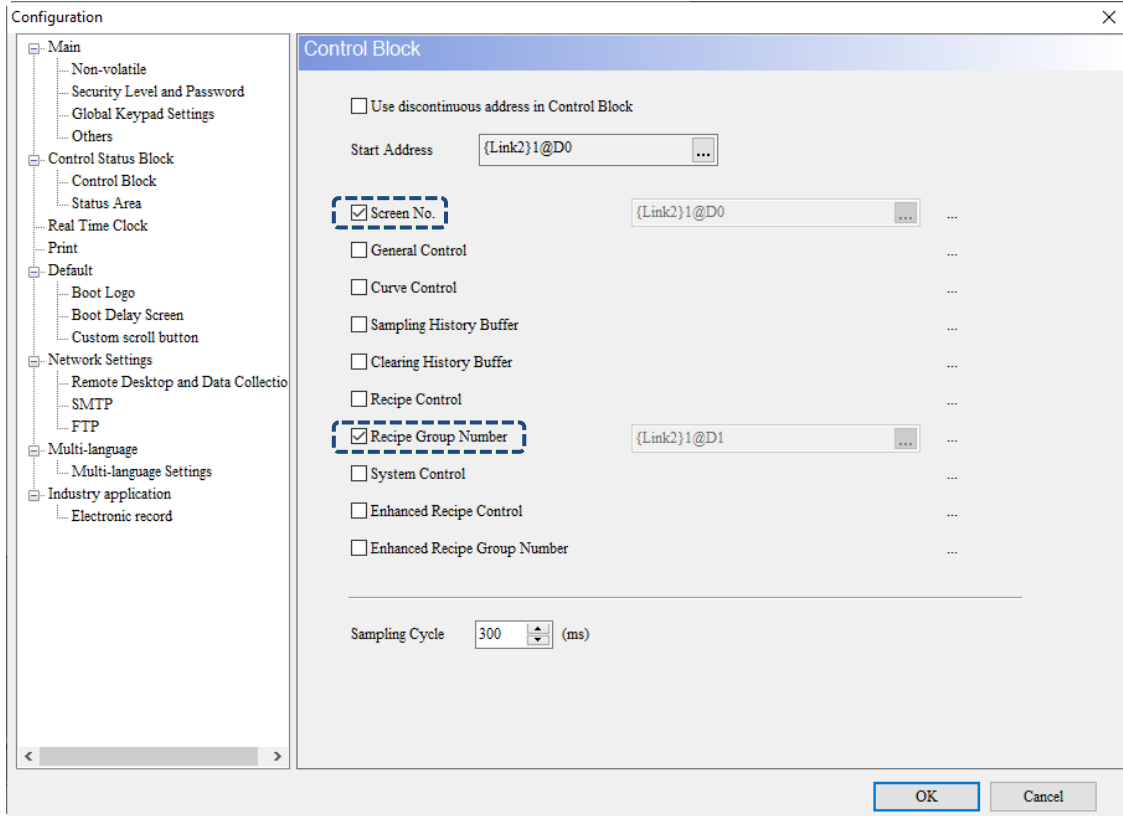 Configuration
Main
Non-volatile
Security Level and Password
Global Keypad Settings
Others
Control Status Block
Control Block
Status Area
Real Time Clock
Print
Default
Boot Logo
Boot Delay Screen
Custom scroll button
Network Settings
Remote Desktop and Data Collectio
SMTP
FTP
Multi-language
Multi-language Settings
Industry application
Electronic record
Control Block
Use discontinuous address in Control Block
Start Address {Link2}1@D0 ...
Screen No. {Link2}1@D0 ... ...
General Control ...
Curve Control ...
Sampling History Buffer ...
Clearing History Buffer ...
Recipe Control ...
Recipe Group Number {Link2}1@D1 ... ...
System Control ...
Enhanced Recipe Control ...
Enhanced Recipe Group Number ...
Sampling Cycle 300 (ms)
OK Cancel